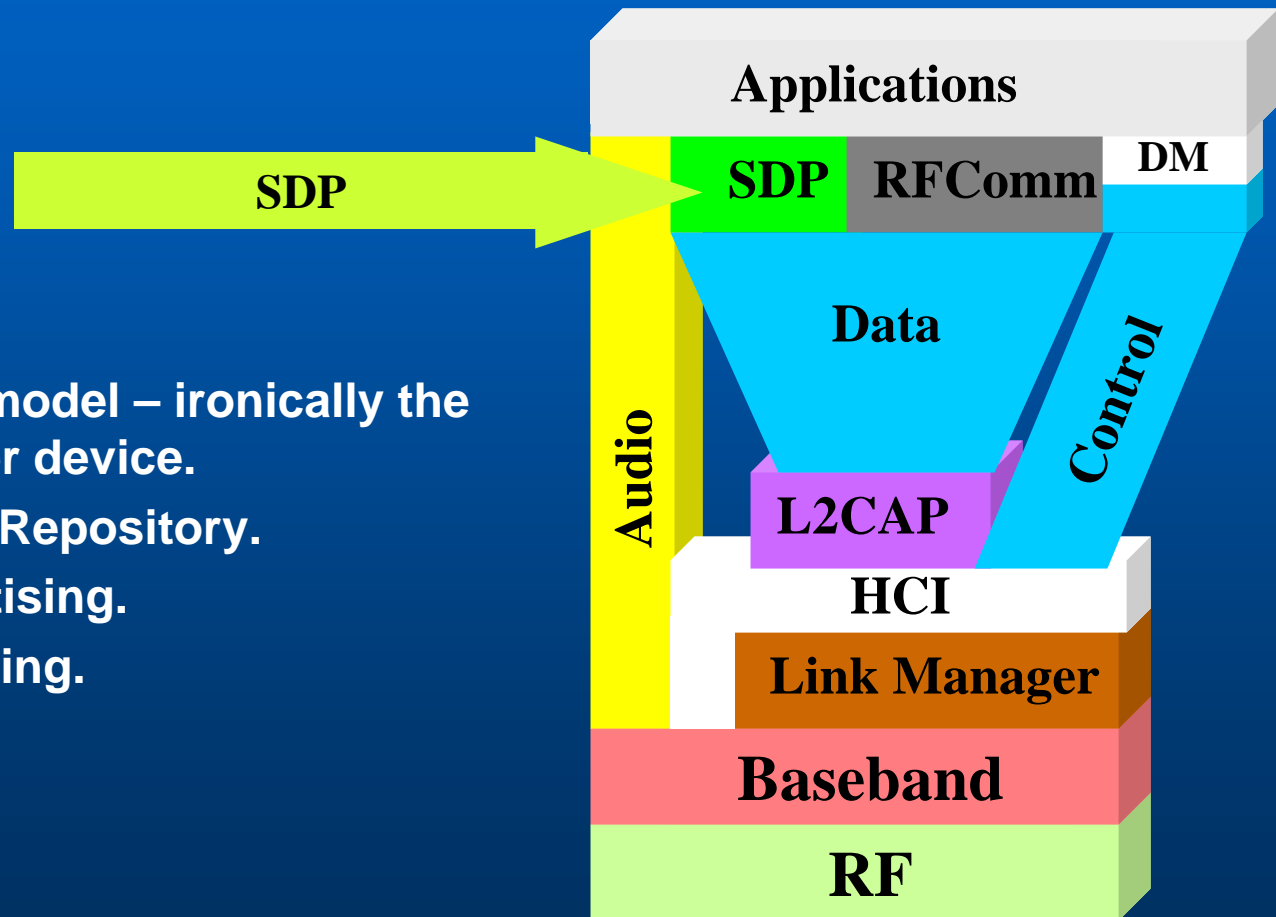 Applications
SDP
SDP
RFComm
DM
Data
Control
model – ironically the
r device.
Audio
L2CAP
Repository.
HCI
tising.
Link Manager
ing.
Baseband
RF